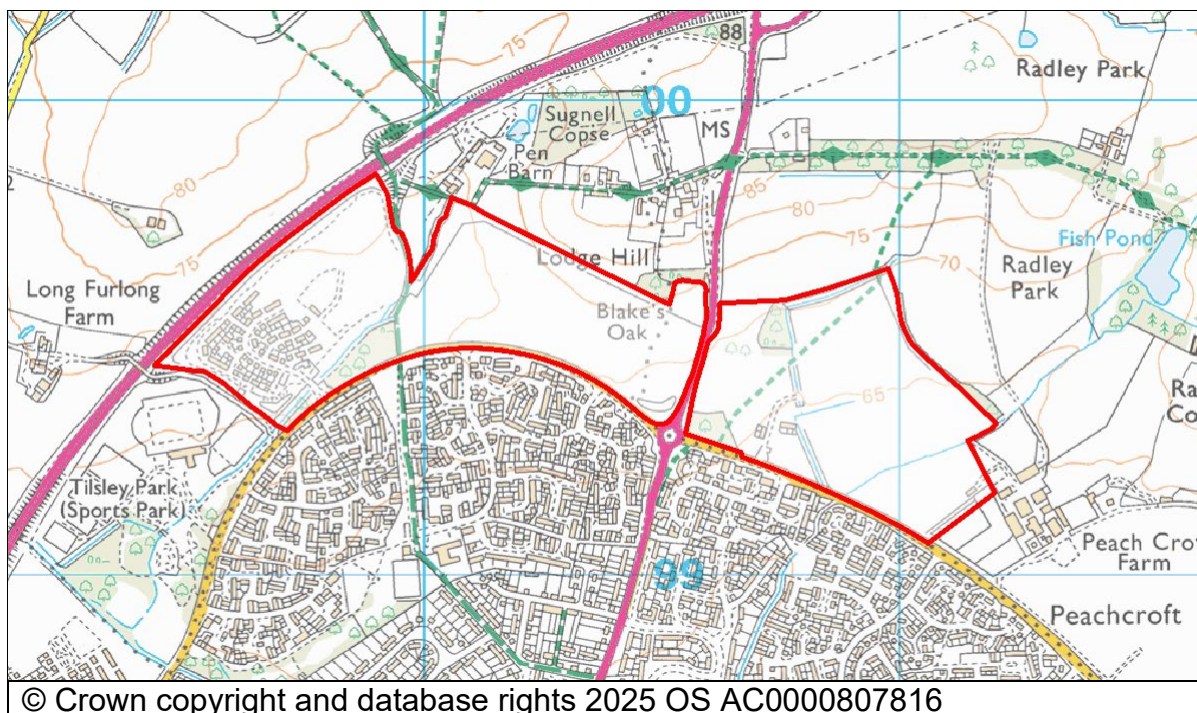 75
88
Radley Park
00
Sugnell
Copse
MS
Pen
Barn
80
85
80
75
Fish Pond
75
Lodge Hill
70
Radley
Park
Long Furlong
Farm
Blake's
Oak
65
Tilsley Park
(Sports Park)
99
Peach Cro
Farm
Peachcroft
© Crown copyright and database rights 2025 OS AC0000807816